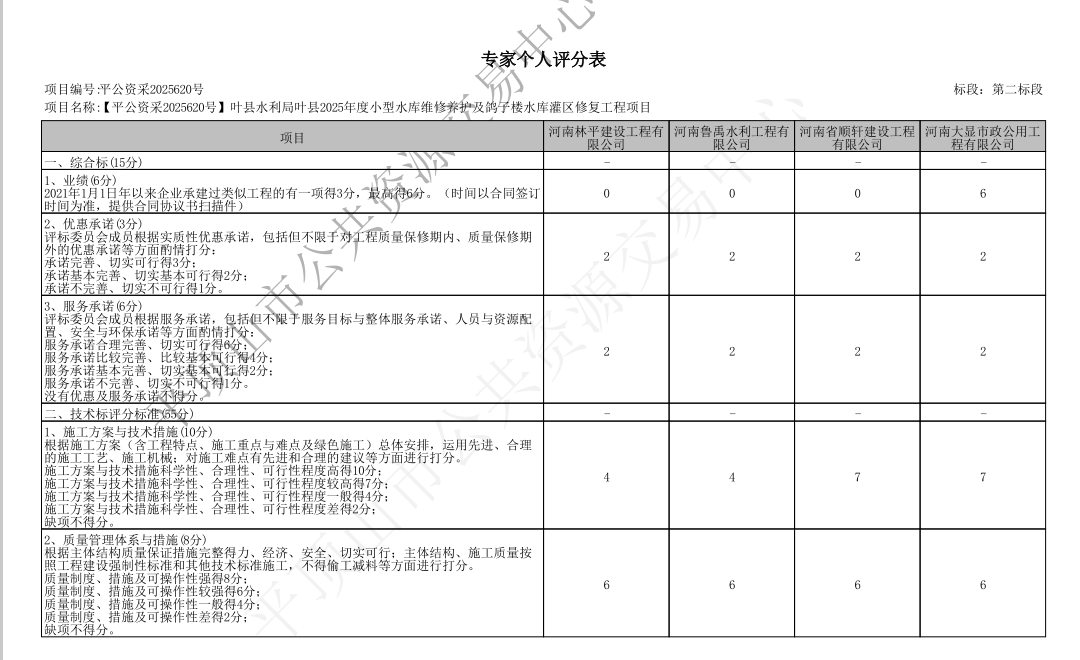 专家个人评分表
项目编号:平公资采2025620号
标段: 第二标段
项目名称:【平公资采2025620号】叶县水利局叶县2025年度小型水库维修养护及鸽子楼水库灌区修复工程项目
项目
河南林平建设工程有
限公司
河南鲁禹水利工程有
限公司
河南省顺轩建设工程
有限公司
河南大显市政公用工
程有限公司
一、综合标(15分)
－ － － －
1、业绩(6分)
2021年1月1日年以来企业承建过类似工程的有一项得3分, 最高得6分。（时间以合同签订
时间为准, 提供合同协议书扫描件）
0 0 0 6
2、优惠承诺(3分)
评标委员会成员根据实质性优惠承诺, 包括但不限于对工程质量保修期内、质量保修期
外的优惠承诺等方面酌情打分;
承诺完善、切实可行得3分;
承诺基本完善、切实基本可行得2分;
承诺不完善、切实不可行得1分。
2 2 2 2
3、服务承诺(6分)
评标委员会成员根据服务承诺, 包括但不限于服务目标与整体服务承诺、人员与资源配
置、安全与环保承诺等方面酌情打分;
服务承诺合理完善、切实可行得6分;
服务承诺比较完善、比较基本可行得4分;
服务承诺基本完善、切实基本可行得2分;
服务承诺不完善、切实不可行得1分。
没有优惠及服务承诺不得分。
2 2 2 2
二、技术标评分标准(55分)
－ － － －
1、施工方案与技术措施(10分)
根据施工方案（含工程特点、施工重点与难点及绿色施工）总体安排, 运用先进、合理
的施工工艺、施工机械; 对施工难点有先进和合理的建议等方面进行打分。
施工方案与技术措施科学性、合理性、可行性程度高得10分;
施工方案与技术措施科学性、合理性、可行性程度较高得7分;
施工方案与技术措施科学性、合理性、可行性程度一般得4分;
施工方案与技术措施科学性、合理性、可行性程度差得2分;
缺项不得分。
4 4 7 7
2、质量管理体系与措施(8分)
根据主体结构质量保证措施完整得力、经济、安全、切实可行; 主体结构、施工质量按
照工程建设强制性标准和其他技术标准施工, 不得偷工减料等方面进行打分。
质量制度、措施及可操作性强得8分;
质量制度、措施及可操作性较强得6分;
质量制度、措施及可操作性一般得4分;
质量制度、措施及可操作性差得2分;
缺项不得分。
6 6 6 6
平顶山市公共资源交易中心
平顶山市公共资源交易中心